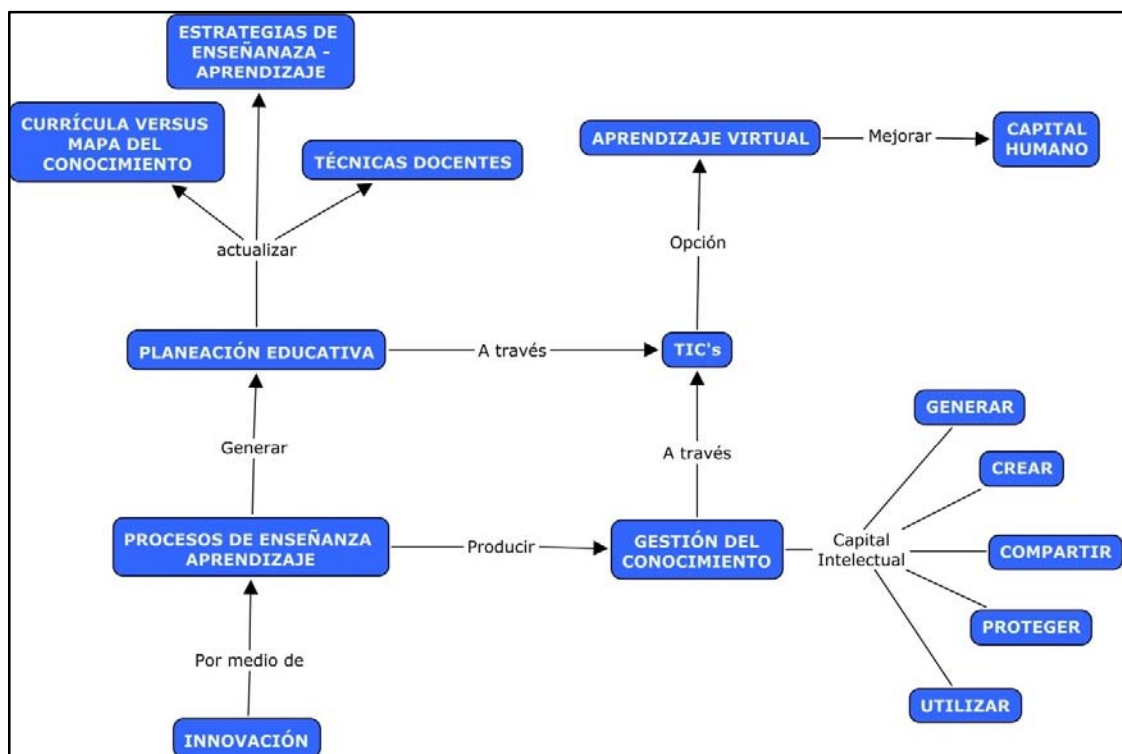 ESTRATEGIAS DE
ENSEÑANAZA -
APRENDIZAJE
CURRÍCULA VERSUS
MAPA DEL
CONOCIMIENTO
TÉCNICAS DOCENTES
APRENDIZAJE VIRTUAL
Mejorar
CAPITAL
HUMANO
actualizar
Opción
PLANEACIÓN EDUCATIVA
A través
TIC's
GENERAR
Generar
A través
CREAR
PROCESOS DE ENSEÑANZA
APRENDIZAJE
Producir
GESTIÓN DEL
CONOCIMIENTO
Capital
Intelectual
COMPARTIR
PROTEGER
Por medio de
UTILIZAR
INNOVACIÓN